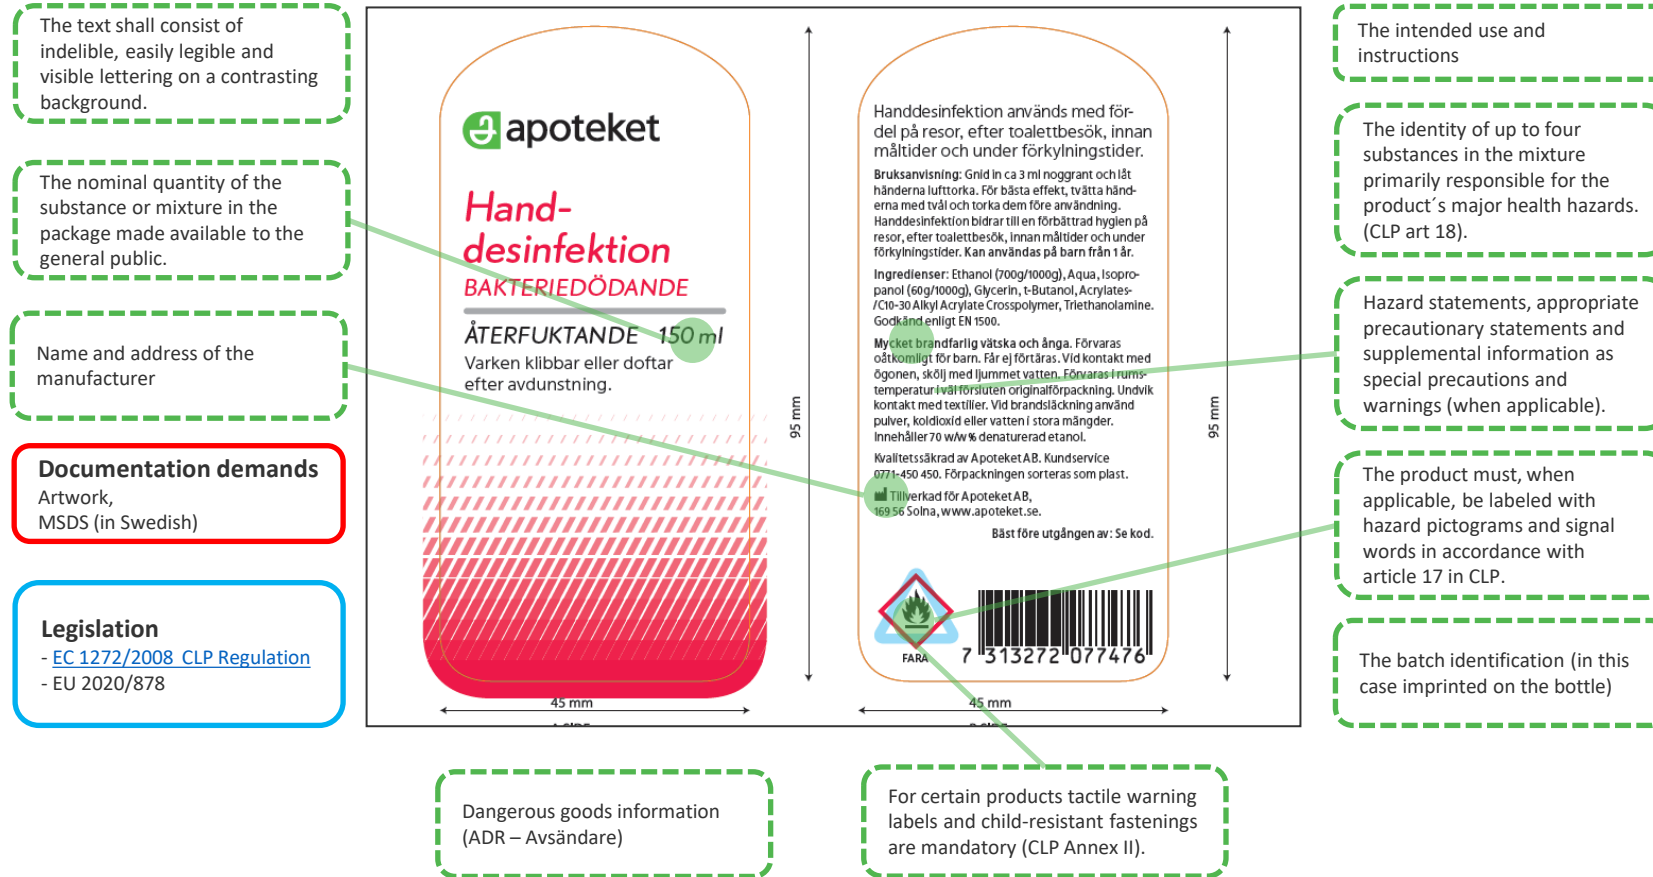 The text shall consist of
indelible, easily legible and
visible lettering on a contrasting
background.
The nominal quantity of the
substance or mixture in the
package made available to the
general public.
Name and address of the
manufacturer
Documentation demands
Artwork,
MSDS (in Swedish)
Legislation
- EC 1272/2008 CLP Regulation
- EU 2020/878
apoteket
Hand-
desinfektion
BAKTERIEDÖDANDE
ÅTERFUKTANDE 150 ml
Varken klibbar eller doftar
efter avdunstning.
95 mm
45 mm
Handdesinfektion används med för-
del på resor, efter toalettbesök, innan
måltider och under förkylningstider.
Bruksanvisning: Gnid in ca 3 ml noggrant och låt
händerna lufttorka. För bästa effekt, tvätta händ-
erna med tvål och torka dem före användning.
Handdesinfektion bidrar till en förbättrad hygien på
resor, efter toalettbesök, innan måltider och under
förkylningstider. Kan användas på barn från 1 år.
Ingredienser: Ethanol (700g/1000g), Aqua, Isopro-
panol (60g/1000g), Glycerin, t-Butanol, Acrylates-
/C10-30 Alkyl Acrylate Crosspolymer, Triethanolamine.
Godkänd enligt EN 1500.
Mycket brandfarlig vätska och ånga. Förvaras
oåtkomligt för barn. Får ej förtäras. Vid kontakt med
ögonen, skölj med ljummet vatten. Förvaras i rums-
temperatur i väl försluten originalförpackning. Undvik
kontakt med textilier. Vid brandsläckning använd
pulver, koldioxid eller vatten i stora mängder.
Innehåller 70 w/w % denaturerad etanol.
Kvalitetssäkrad av Apoteket AB. Kundservice
0771-450 450. Förpackningen sorteras som plast.
Tillverkad för Apoteket AB,
169 56 Solna, www.apoteket.se.
Bäst före utgången av: Se kod.
FARA
7 313272 077476
95 mm
45 mm
The intended use and
instructions
The identity of up to four
substances in the mixture
primarily responsible for the
product´s major health hazards.
(CLP art 18).
Hazard statements, appropriate
precautionary statements and
supplemental information as
special precautions and
warnings (when applicable).
The product must, when
applicable, be labeled with
hazard pictograms and signal
words in accordance with
article 17 in CLP.
The batch identification (in this
case imprinted on the bottle)
Dangerous goods information
(ADR – Avsändare)
For certain products tactile warning
labels and child-resistant fastenings
are mandatory (CLP Annex II).